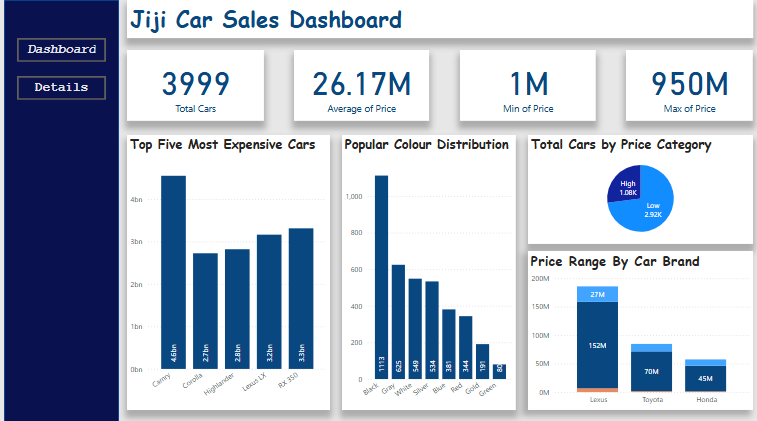 Jiji Car Sales Dashboard
Dashboard
Details
3999
Total Cars
26.17M
Average of Price
1M
Min of Price
950M
Max of Price
Top Five Most Expensive Cars
4bn
3bn
2bn
1bn
0bn
4.6bn
2.7bn
2.8bn
3.2bn
3.3bn
Camry
Corolla
Highlander
Lexus LX
RX 350
Popular Colour Distribution
1,000
800
600
400
200
0
1113
625
549
534
381
344
191
80
Black
Gray
White
Silver
Blue
Red
Gold
Green
Total Cars by Price Category
High
1.08K
Low
2.92K
Price Range By Car Brand
200M
150M
100M
50M
0M
27M
152M
70M
45M
Lexus
Toyota
Honda